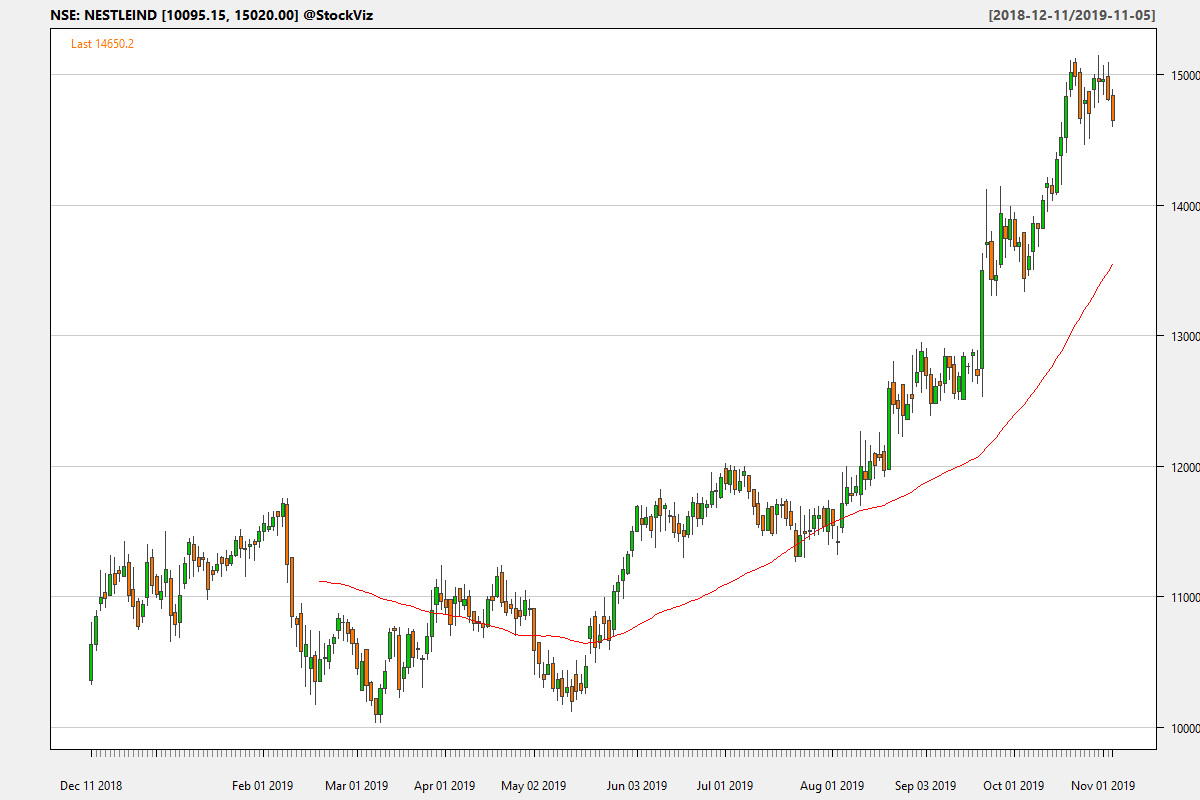 NSE: NESTLEIND [10095.15, 15020.00] @StockViz
[2018-12-11/2019-11-05]
Last 14650.2
15000
14000
13000
12000
11000
10000
Dec 11 2018
Feb 01 2019
Mar 01 2019
Apr 01 2019
May 02 2019
Jun 03 2019
Jul 01 2019
Aug 01 2019
Sep 03 2019
Oct 01 2019
Nov 01 2019